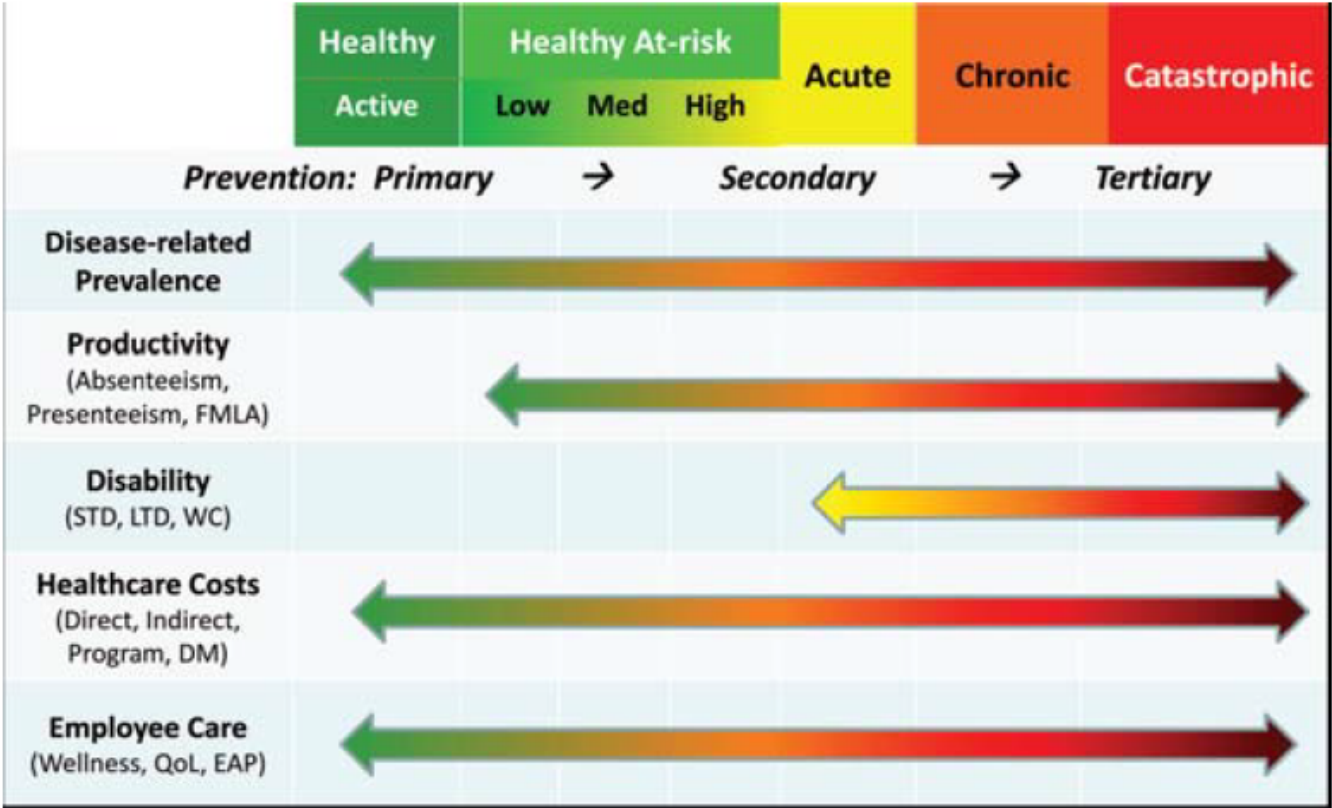 Healthy
Healthy At-risk
Acute
Chronic
Catastrophic
Active
Low Med High
Prevention: Primary → Secondary → Tertiary
Disease-related
Prevalence
Productivity
(Absenteeism,
Presenteeism, FMLA)
Disability
(STD, LTD, WC)
Healthcare Costs
(Direct, Indirect,
Program, DM)
Employee Care
(Wellness, QoL, EAP)